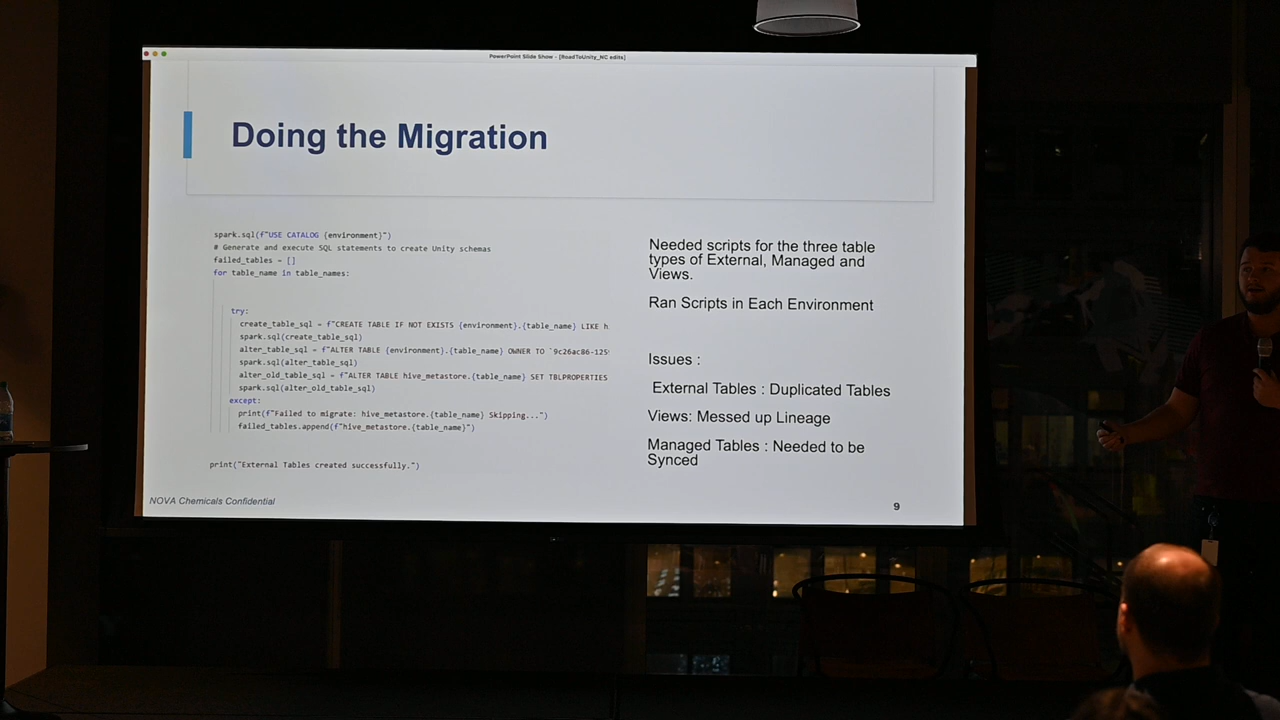 PowerPoint Slide Show - [RoadToUnity_NC edits]
Doing the Migration
spark.sql(f"USE CATALOG {environment}")
# Generate and execute SQL statements to create Unity schemas
failed_tables = []
for table_name in table_names:
try:
create_table_sql = f"CREATE TABLE IF NOT EXISTS {environment}.{table_name} LIKE h.
spark.sql(create_table_sql)
alter_table_sql = f"ALTER TABLE {environment}.{table_name} OWNER TO `9c26ac86-125
spark.sql(alter_table_sql)
alter_old_table_sql = f"ALTER TABLE hive_metastore.{table_name} SET TBLPROPERTIES
spark.sql(alter_old_table_sql)
except:
print(f"Failed to migrate: hive_metastore.{table_name} Skipping...")
failed_tables.append(f"hive_metastore.{table_name}")
print("External Tables created successfully.")
Needed scripts for the three table
types of External, Managed and
Views.
Ran Scripts in Each Environment
Issues :
External Tables : Duplicated Tables
Views: Messed up Lineage
Managed Tables : Needed to be
Synced
NOVA Chemicals Confidential
9